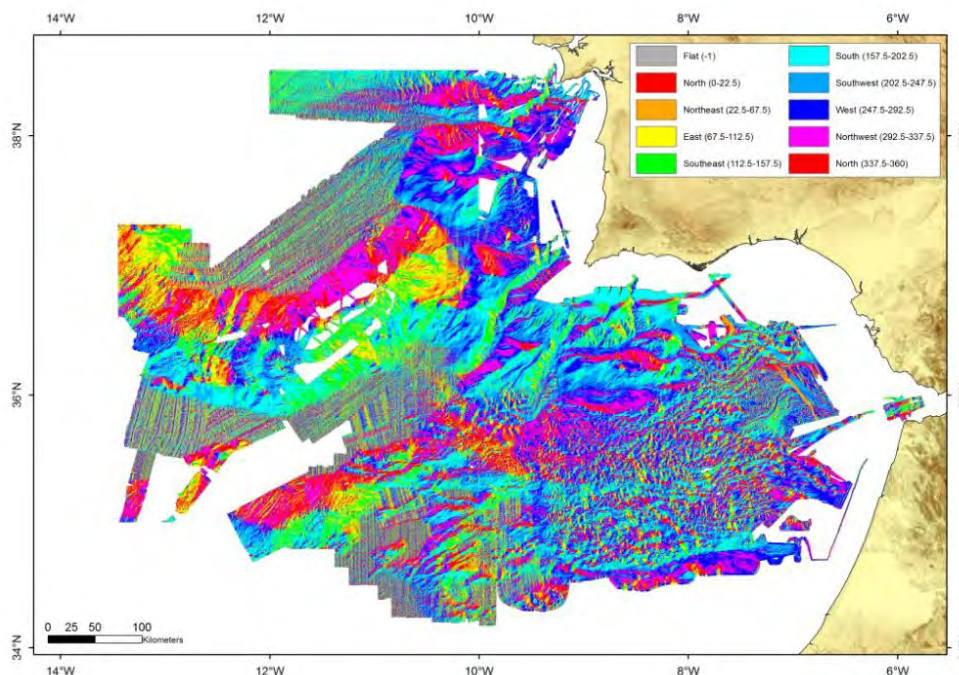 14°W 12°W 10°W 8°W 6°W
Flat (-1)
North (0-22.5)
Northeast (22.5-67.5)
East (67.5-112.5)
Southeast (112.5-157.5)
South (157.5-202.5)
Southwest (202.5-247.5)
West (247.5-292.5)
Northwest (292.5-337.5)
North (337.5-360)
38°N
36°N
34°N
0 25 50 100
Kilometers
14°W 12°W 10°W 8°W 6°W